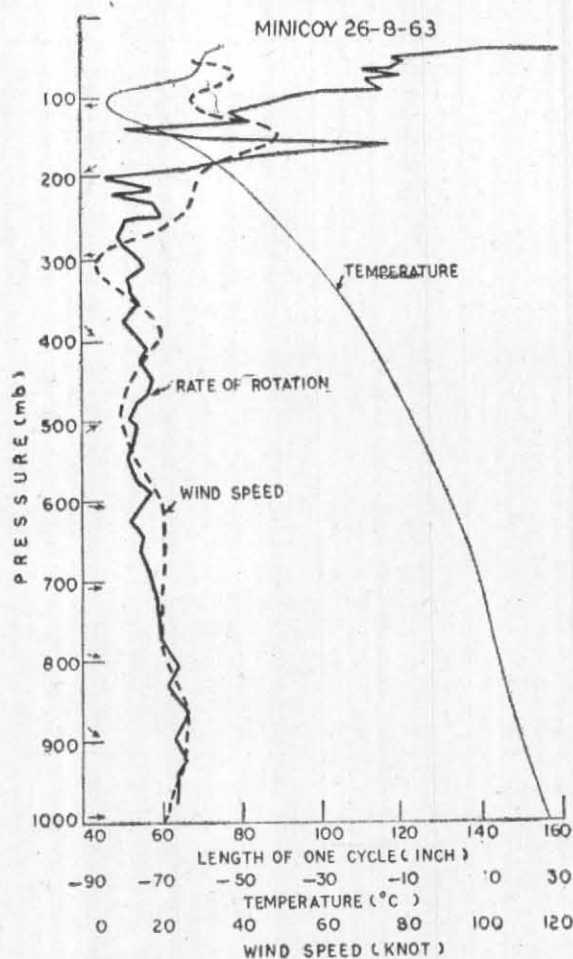 MINICOY 26-8-63
100
200
300
TEMPERATURE
400
RATE OF ROTATION
500
WIND SPEED
600
700
800
900
1000
PRESSURE (mb)
40 60 80 100 120 140 160
LENGTH OF ONE CYCLE (INCH)
-90 -70 -50 -30 -10 10 30
TEMPERATURE (°C)
0 20 40 60 80 100 120
WIND SPEED (KNOT)